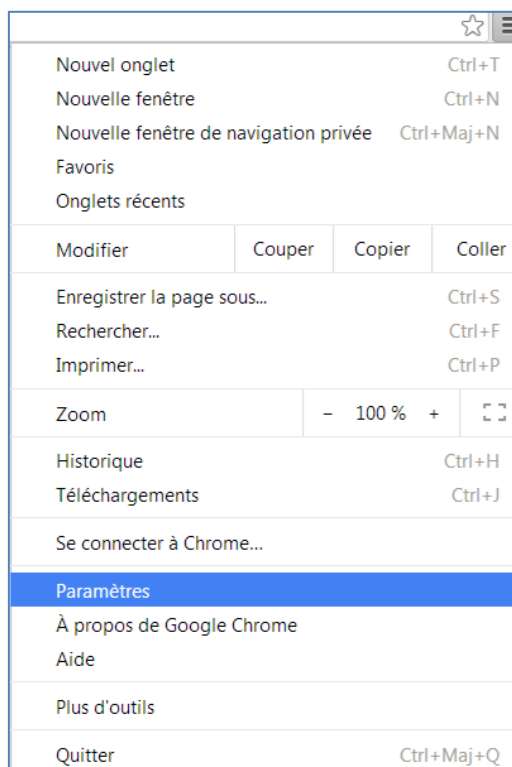 Nouvel onglet Ctrl+T
Nouvelle fenêtre Ctrl+N
Nouvelle fenêtre de navigation privée Ctrl+Maj+N
Favoris
Onglets récents
Modifier Couper Copier Coller
Enregistrer la page sous... Ctrl+S
Rechercher... Ctrl+F
Imprimer... Ctrl+P
Zoom - 100 % +
Historique Ctrl+H
Téléchargements Ctrl+J
Se connecter à Chrome...
Paramètres
À propos de Google Chrome
Aide
Plus d'outils
Quitter Ctrl+Maj+Q